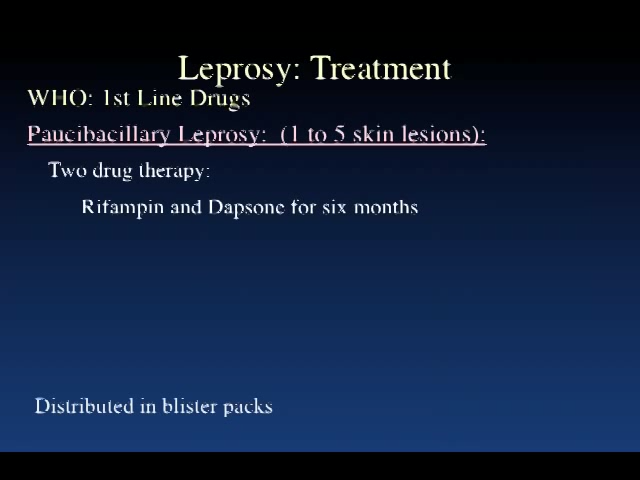 Leprosy: Treatment
WHO: 1st Line Drugs
Paucibacillary Leprosy: (1 to 5 skin lesions):
Two drug therapy:
Rifampin and Dapsone for six months
Distributed in blister packs